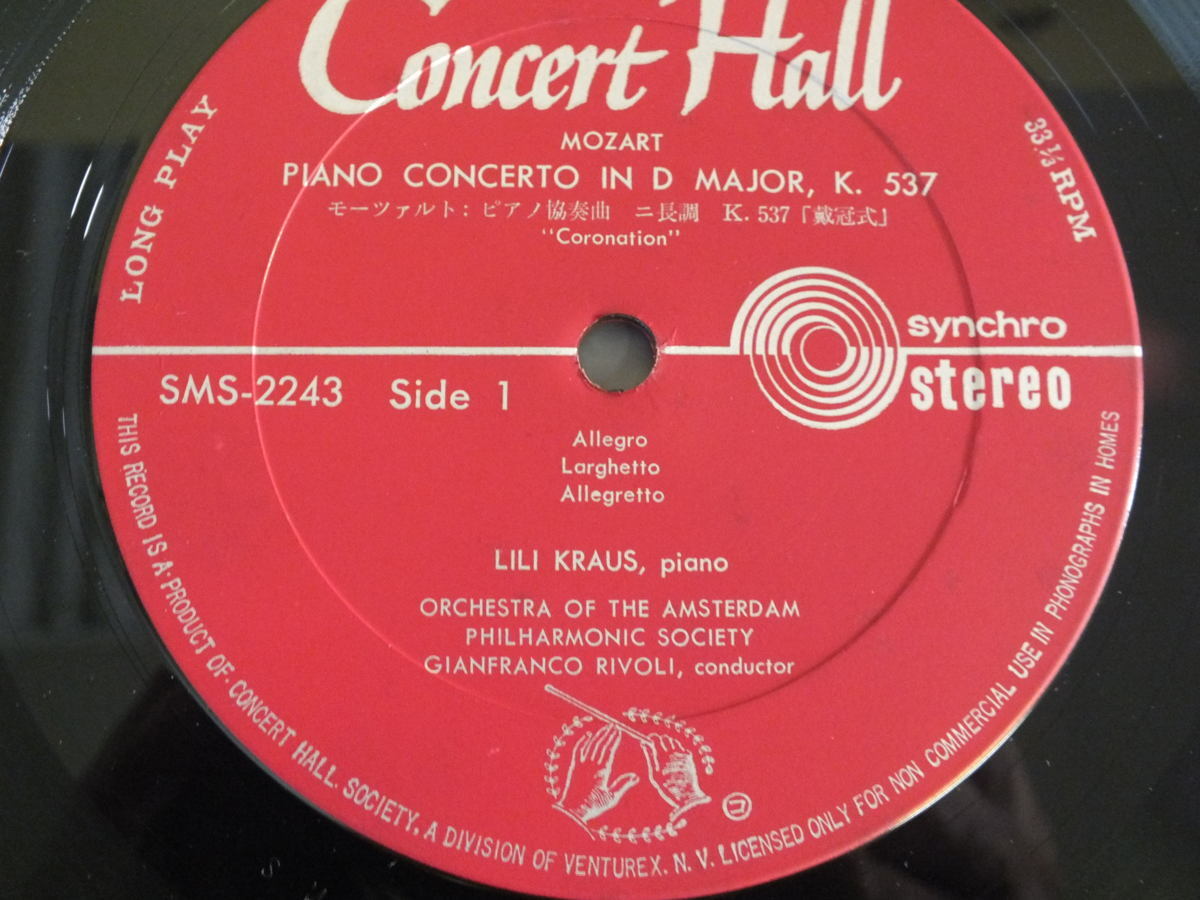 Concert Hall
LONG PLAY
33⅓ RPM
MOZART
PIANO CONCERTO IN D MAJOR, K. 537
モーツァルト: ピアノ協奏曲 ニ長調 K. 537「戴冠式」
"Coronation"
synchro
stereo
SMS-2243 Side 1
Allegro
Larghetto
Allegretto
LILI KRAUS, piano
ORCHESTRA OF THE AMSTERDAM
PHILHARMONIC SOCIETY
GIANFRANCO RIVOLI, conductor
コ
THIS RECORD IS A·PRODUCT OF·CONCERT HALL. SOCIETY, A DIVISION OF VENTUREX. N. V. LICENSED ONLY FOR NON COMMERCIAL USE IN PHONOGRAPHS IN HOMES